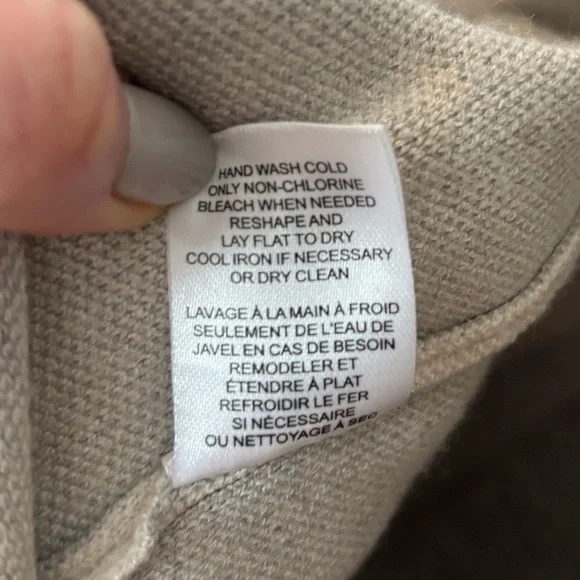 HAND WASH COLD
ONLY NON-CHLORINE
BLEACH WHEN NEEDED
RESHAPE AND
LAY FLAT TO DRY
COOL IRON IF NECESSARY
OR DRY CLEAN
LAVAGE À LA MAIN À FROID
SEULEMENT DE L'EAU DE
JAVEL EN CAS DE BESOIN
REMODELER ET
ÉTENDRE À PLAT
REFROIDIR LE FER
SI NÉCESSAIRE
OU NETTOYAGE À SEC